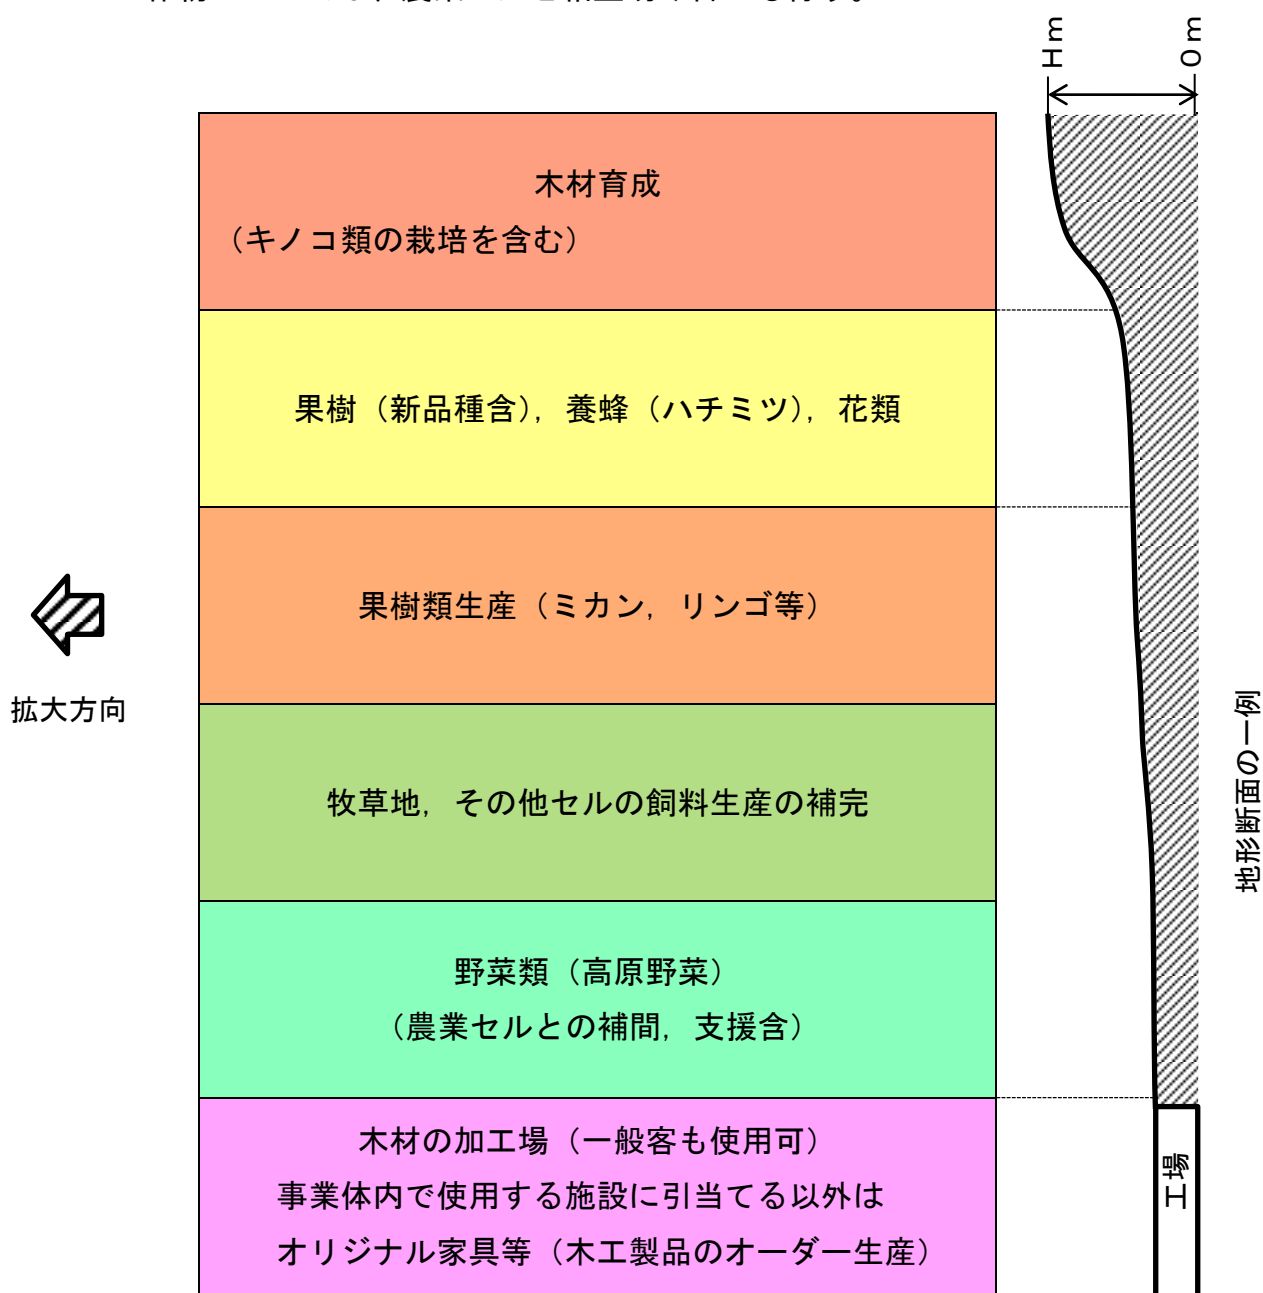 Hm
0m
木材育成
（キノコ類の栽培を含む）
果樹（新品種含），養蜂（ハチミツ），花類
果樹類生産（ミカン，リンゴ等）
拡大方向
牧草地，その他セルの飼料生産の補完
地形断面の一例
野菜類（高原野菜）
（農業セルとの補間，支援含）
木材の加工場（一般客も使用可）
事業体内で使用する施設に引当てる以外は
オリジナル家具等（木工製品のオーダー生産）
工場